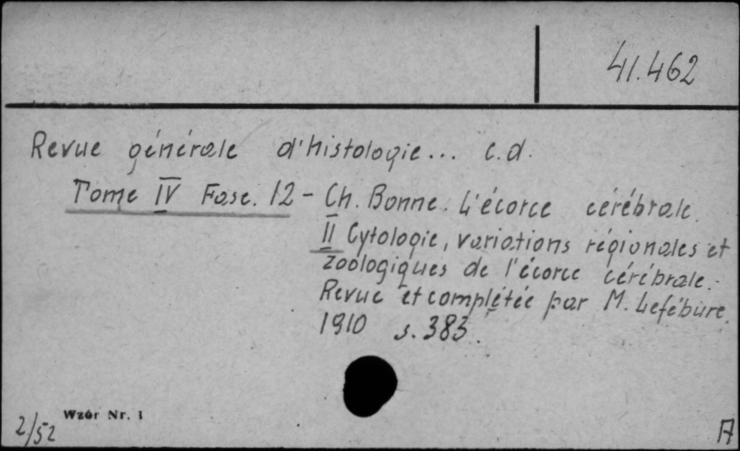 41.462
Revue générale d'histologie... c.d.
Tome IV Fasc. 12 - Ch. Bonne. L'écorce cérébrale.
II Cytologie, variations régionales et
zoologiques de l'écorce cérébrale.-
Revue et complétée par M. Lefébure.
1910 s. 383.
Wzór Nr. 1
2/52
A